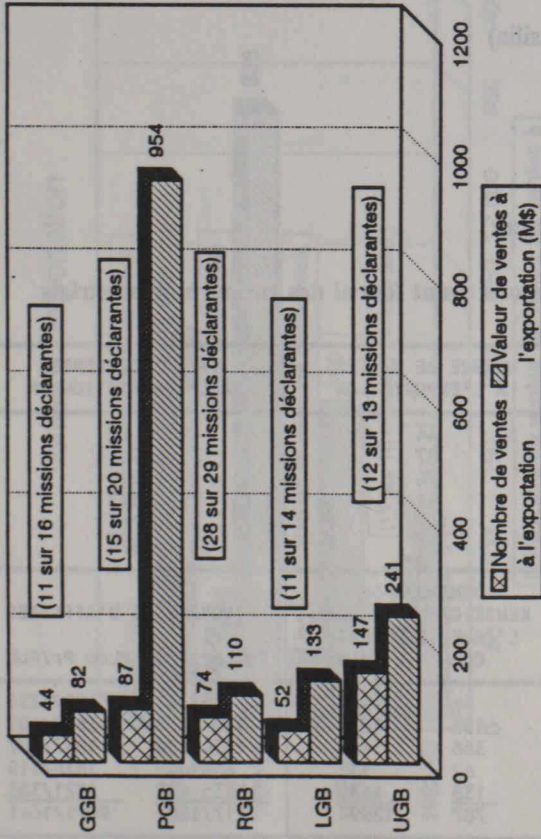 GGB
44
82
(11 sur 16 missions déclarantes)
PGB
87
954
(15 sur 20 missions déclarantes)
RGB
74
110
(28 sur 29 missions déclarantes)
LGB
52
133
(11 sur 14 missions déclarantes)
UGB
147
241
(12 sur 13 missions déclarantes)
0 200 400 600 800 1000 1200
Nombre de ventes à l'exportation
Valeur de ventes à l'exportation (M$)